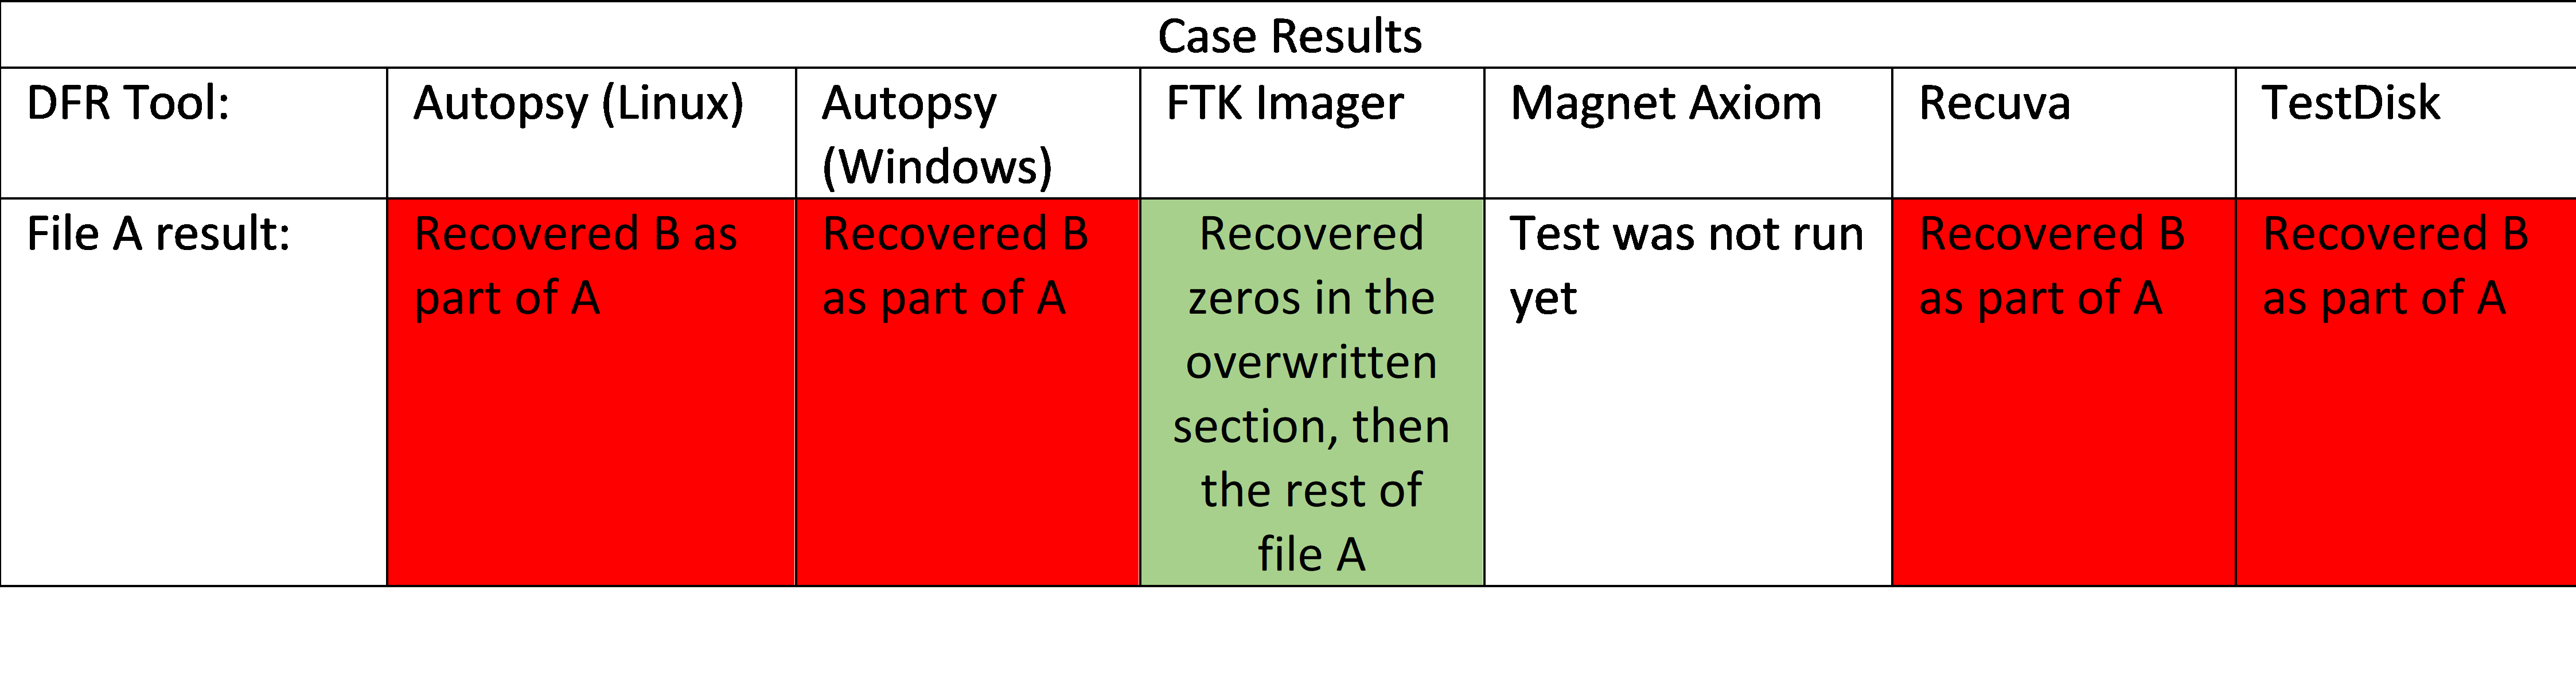 Case Results
DFR Tool:
Autopsy (Linux)
Autopsy
(Windows)
FTK Imager
Magnet Axiom
Recuva
TestDisk
File A result:
Recovered B as
part of A
Recovered B
as part of A
Recovered
zeros in the
overwritten
section, then
the rest of
file A
Test was not run
yet
Recovered B
as part of A
Recovered B
as part of A